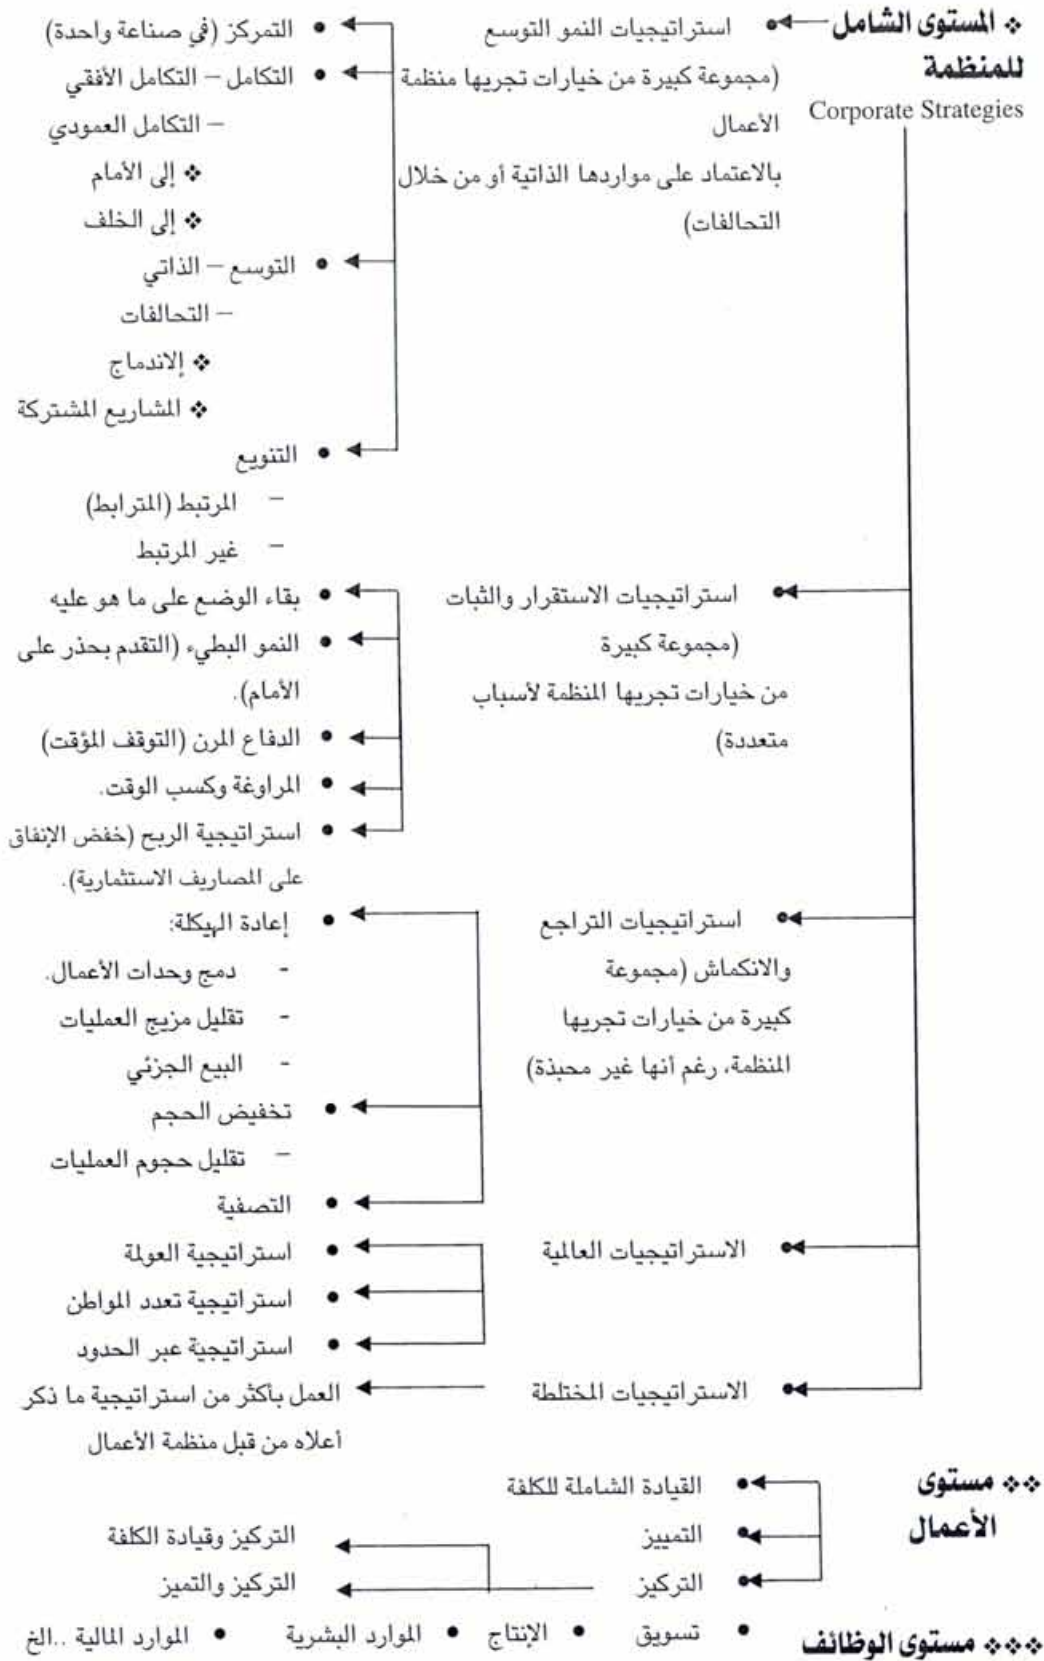 ❖ المستوى الشامل للمنظمة
Corporate Strategies
• استراتيجيات النمو التوسع
(مجموعة كبيرة من خيارات تجريها منظمة
الأعمال
بالاعتماد على مواردها الذاتية أو من خلال
التحالفات)
• التمركز (في صناعة واحدة)
• التكامل – التكامل الأفقي
– التكامل العمودي
❖ إلى الأمام
❖ إلى الخلف
• التوسع – الذاتي
– التحالفات
❖ الإندماج
❖ المشاريع المشتركة
• التنويع
– المرتبط (المترابط)
– غير المرتبط
• استراتيجيات الاستقرار والثبات
(مجموعة كبيرة
من خيارات تجريها المنظمة لأسباب
متعددة)
• بقاء الوضع على ما هو عليه
• النمو البطيء (التقدم بحذر على
الأمام).
• الدفاع المرن (التوقف المؤقت)
• المراوغة وكسب الوقت.
• استراتيجية الربح (خفض الإنفاق
على المصاريف الاستثمارية).
• استراتيجيات التراجع
والانكماش (مجموعة
كبيرة من خيارات تجريها
المنظمة، رغم أنها غير محبذة)
• إعادة الهيكلة:
- دمج وحدات الأعمال.
- تقليل مزيج العمليات
- البيع الجزئي
• تخفيض الحجم
– تقليل حجوم العمليات
• التصفية
• الاستراتيجيات العالمية
• استراتيجية العولمة
• استراتيجية تعدد المواطن
• استراتيجية عبر الحدود
• الاستراتيجيات المختلطة
العمل بأكثر من استراتيجية ما ذكر
أعلاه من قبل منظمة الأعمال
❖❖ مستوى
الأعمال
• القيادة الشاملة للكلفة
• التمييز
• التركيز
التركيز وقيادة الكلفة
التركيز والتميز
❖❖❖ مستوى الوظائف • تسويق • الإنتاج • الموارد البشرية • الموارد المالية ..الخ